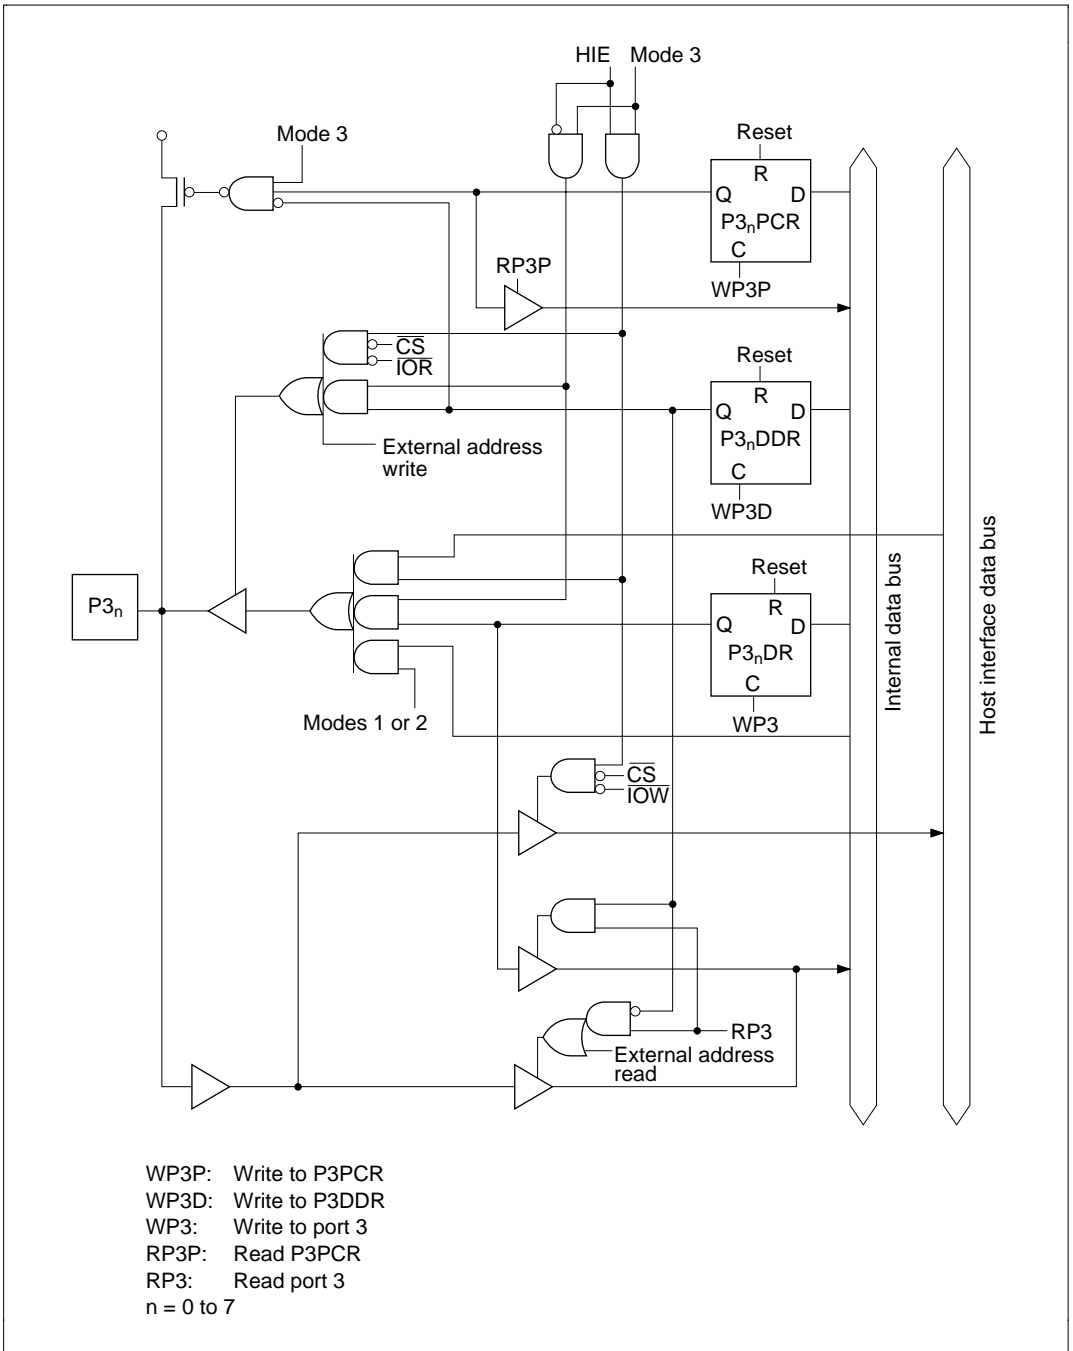 HIE Mode 3
Mode 3
Reset
R
Q D
P3nPCR
C
WP3P
RP3P
CS
IOR
Reset
R
Q D
P3nDDR
C
WP3D
External address
write
P3n
Reset
R
Q D
P3nDR
C
WP3
Modes 1 or 2
Internal data bus
Host interface data bus
CS
IOW
RP3
External address
read
WP3P: Write to P3PCR
WP3D: Write to P3DDR
WP3: Write to port 3
RP3P: Read P3PCR
RP3: Read port 3
n = 0 to 7